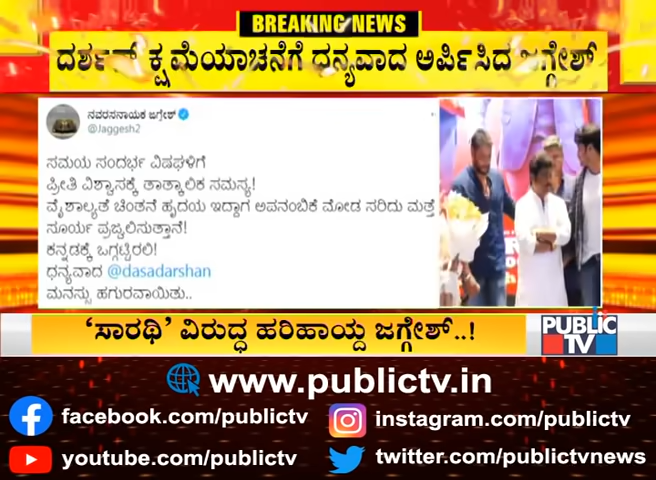 BREAKING NEWS
ದರ್ಶನ್ ಕ್ಷಮೆಯಾಚನೆಗೆ ಧನ್ಯವಾದ ಅರ್ಪಿಸಿದ ಜಗ್ಗೇಶ್
ನವರಸನಾಯಕ ಜಗ್ಗೇಶ್
@Jaggesh2
ಸಮಯ ಸಂದರ್ಭ ವಿಷಘಳಿಗೆ
ಪ್ರೀತಿ ವಿಶ್ವಾಸಕ್ಕೆ ತಾತ್ಕಾಲಿಕ ಸಮಸ್ಯ!
ವೈಶಾಲ್ಯತೆ ಚಿಂತನೆ ಹೃದಯ ಇದ್ದಾಗ ಅಪನಂಬಿಕೆ ಮೋಡ ಸರಿದು ಮತ್ತೆ
ಸೂರ್ಯ ಪ್ರಜ್ವಲಿಸುತ್ತಾನೆ!
ಕನ್ನಡಕ್ಕೆ ಒಗ್ಗಟ್ಟಿರಲಿ!
ಧನ್ಯವಾದ @dasadarshan
ಮನಸ್ಸು ಹಗುರವಾಯಿತು..
‘ಸಾರಥಿ’ ವಿರುದ್ಧ ಹರಿಹಾಯ್ದ ಜಗ್ಗೇಶ್..!
PUBLIC
TV
www.publictv.in
facebook.com/publictv
instagram.com/publictv
youtube.com/publictv
twitter.com/publictvnews